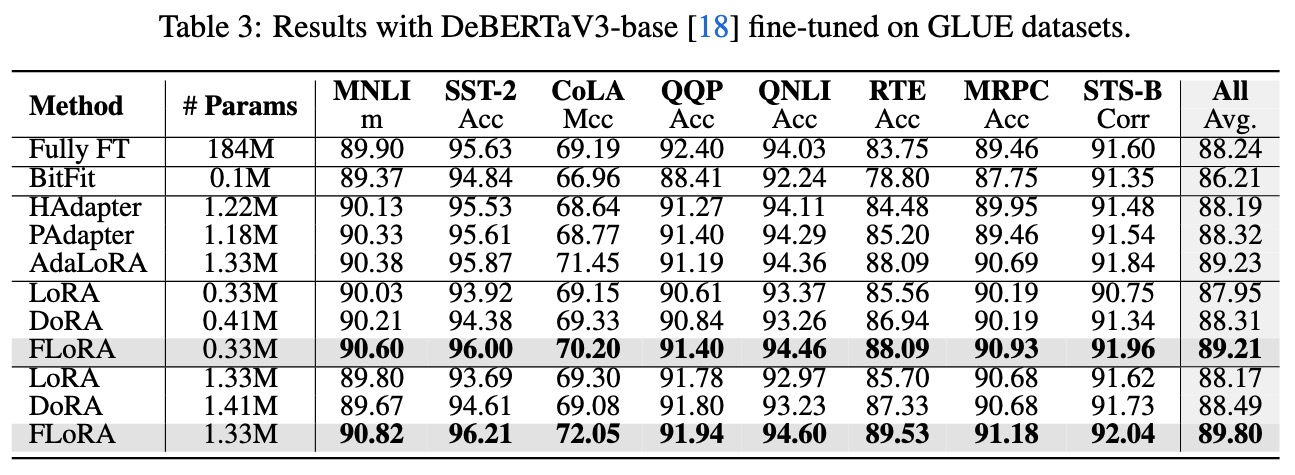 Table 3: Results with DeBERTaV3-base [18] fine-tuned on GLUE datasets.
Method # Params MNLI SST-2 CoLA QQP QNLI RTE MRPC STS-B All
m Acc Mcc Acc Acc Acc Acc Corr Avg.
Fully FT 184M 89.90 95.63 69.19 92.40 94.03 83.75 89.46 91.60 88.24
BitFit 0.1M 89.37 94.84 66.96 88.41 92.24 78.80 87.75 91.35 86.21
HAdapter 1.22M 90.13 95.53 68.64 91.27 94.11 84.48 89.95 91.48 88.19
PAdapter 1.18M 90.33 95.61 68.77 91.40 94.29 85.20 89.46 91.54 88.32
AdaLoRA 1.33M 90.38 95.87 71.45 91.19 94.36 88.09 90.69 91.84 89.23
LoRA 0.33M 90.03 93.92 69.15 90.61 93.37 85.56 90.19 90.75 87.95
DoRA 0.41M 90.21 94.38 69.33 90.84 93.26 86.94 90.19 91.34 88.31
FLoRA 0.33M 90.60 96.00 70.20 91.40 94.46 88.09 90.93 91.96 89.21
LoRA 1.33M 89.80 93.69 69.30 91.78 92.97 85.70 90.68 91.62 88.17
DoRA 1.41M 89.67 94.61 69.08 91.80 93.23 87.33 90.68 91.73 88.49
FLoRA 1.33M 90.82 96.21 72.05 91.94 94.60 89.53 91.18 92.04 89.80